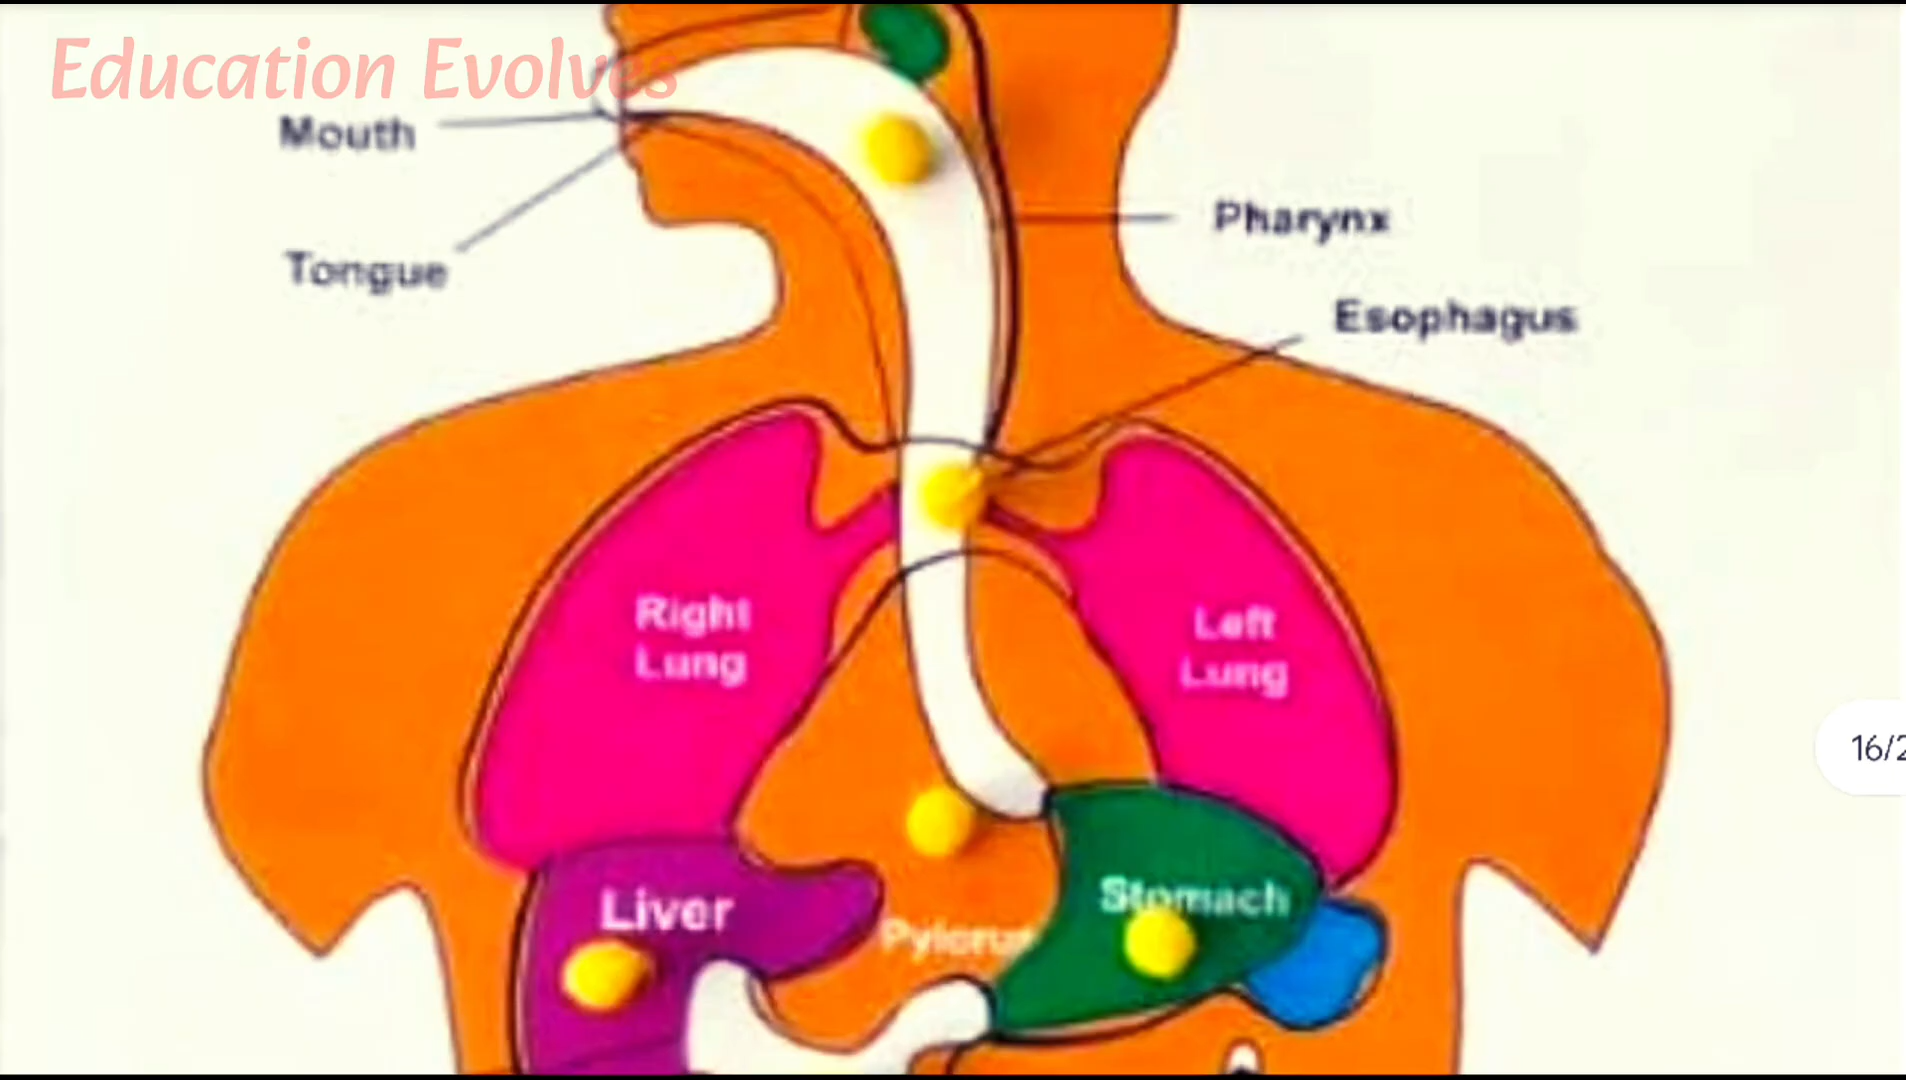 Education Evolves
Mouth
Tongue
Pharynx
Esophagus
Right
Lung
Left
Lung
Liver
Stomach
Pylorus
16/2